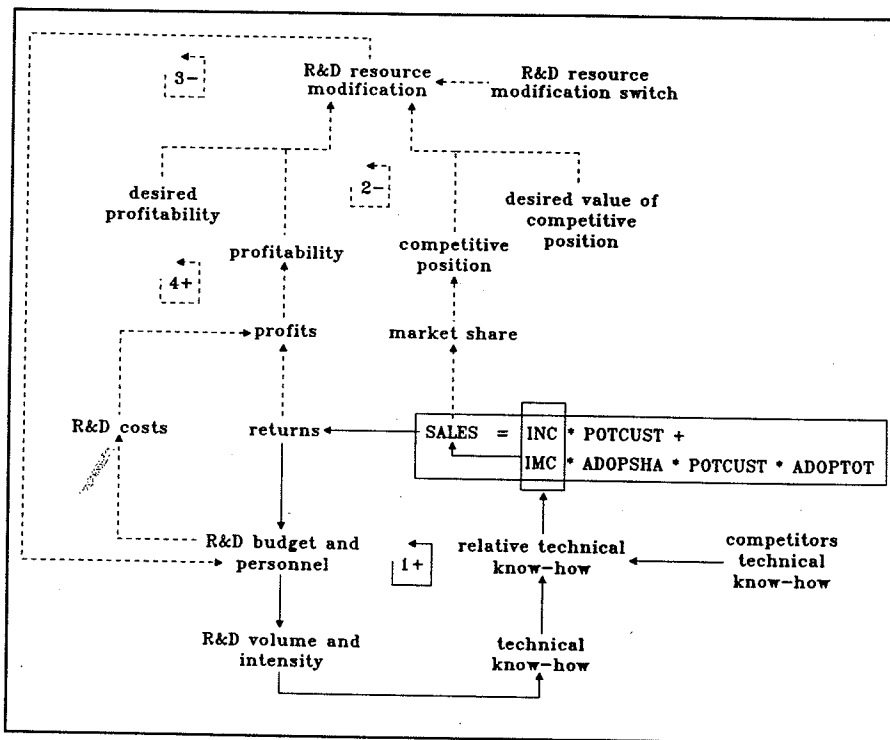 3-
R&D resource
modification
R&D resource
modification switch
2-
desired
profitability
desired value of
competitive
position
profitability
competitive
position
4+
profits
market share
R&D costs
returns
SALES = INC * POTCUST +
IMC * ADOPSHA * POTCUST * ADOPTOT
R&D budget and
personnel
1+
relative technical
know-how
competitors
technical
know-how
R&D volume and
intensity
technical
know-how